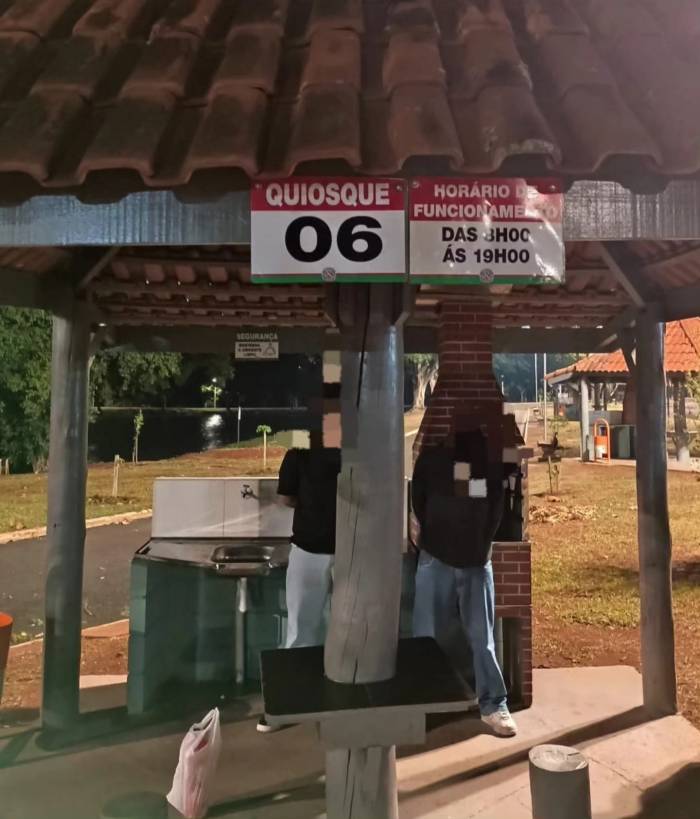 QUIOSQUE
06
HORÁRIO DE
FUNCIONAMENTO
DAS 8H00
ÁS 19H00
SEGURANÇA